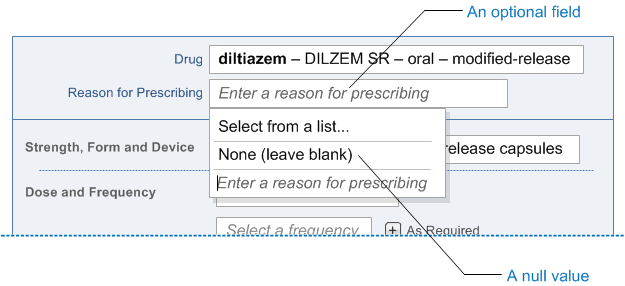 An optional field
Drug diltiazem – DILZEM SR – oral – modified-release
Reason for Prescribing Enter a reason for prescribing
Select from a list...
Strength, Form and Device release capsules
None (leave blank)
Enter a reason for prescribing
Dose and Frequency
Select a frequency + As Required
A null value